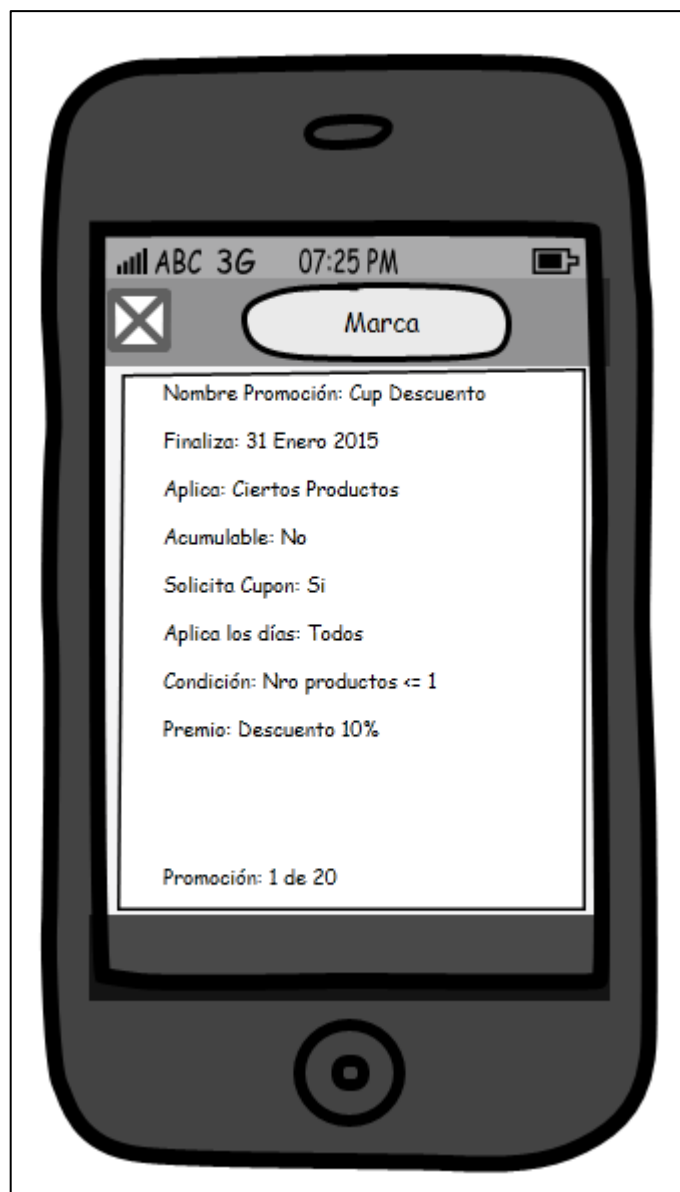 ABC 3G 07:25 PM
Marca
Nombre Promoción: Cup Descuento
Finaliza: 31 Enero 2015
Aplica: Ciertos Productos
Acumulable: No
Solicita Cupon: Si
Aplica los días: Todos
Condición: Nro productos <= 1
Premio: Descuento 10%
Promoción: 1 de 20